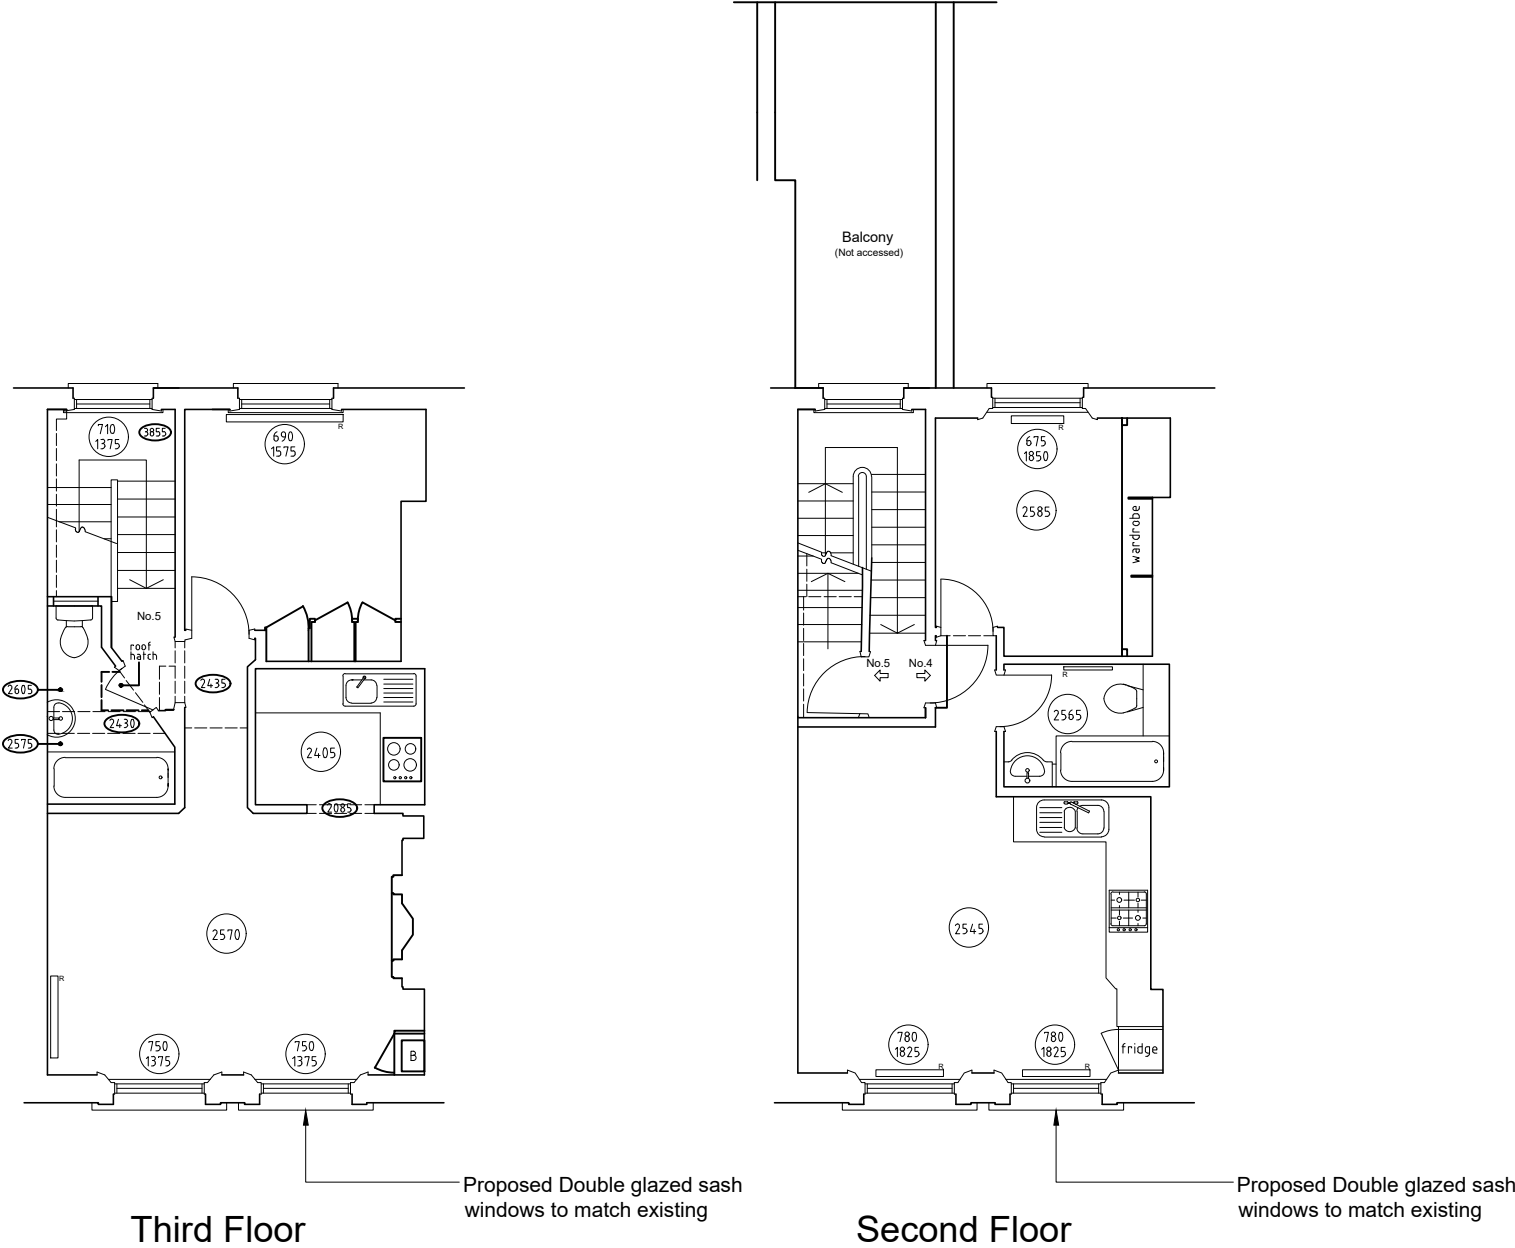 Balcony
(Not accessed)
710
1375
3855
R
690
1575
No.5
roof
hatch
2605
2435
2430
2575
2405
2085
2570
R
750
1375
750
1375
B
Proposed Double glazed sash
windows to match existing
Third Floor
R
675
1850
2585
wardrobe
No.5
No.4
R
2565
2545
780
1825
R
780
1825
R
fridge
Proposed Double glazed sash
windows to match existing
Second Floor